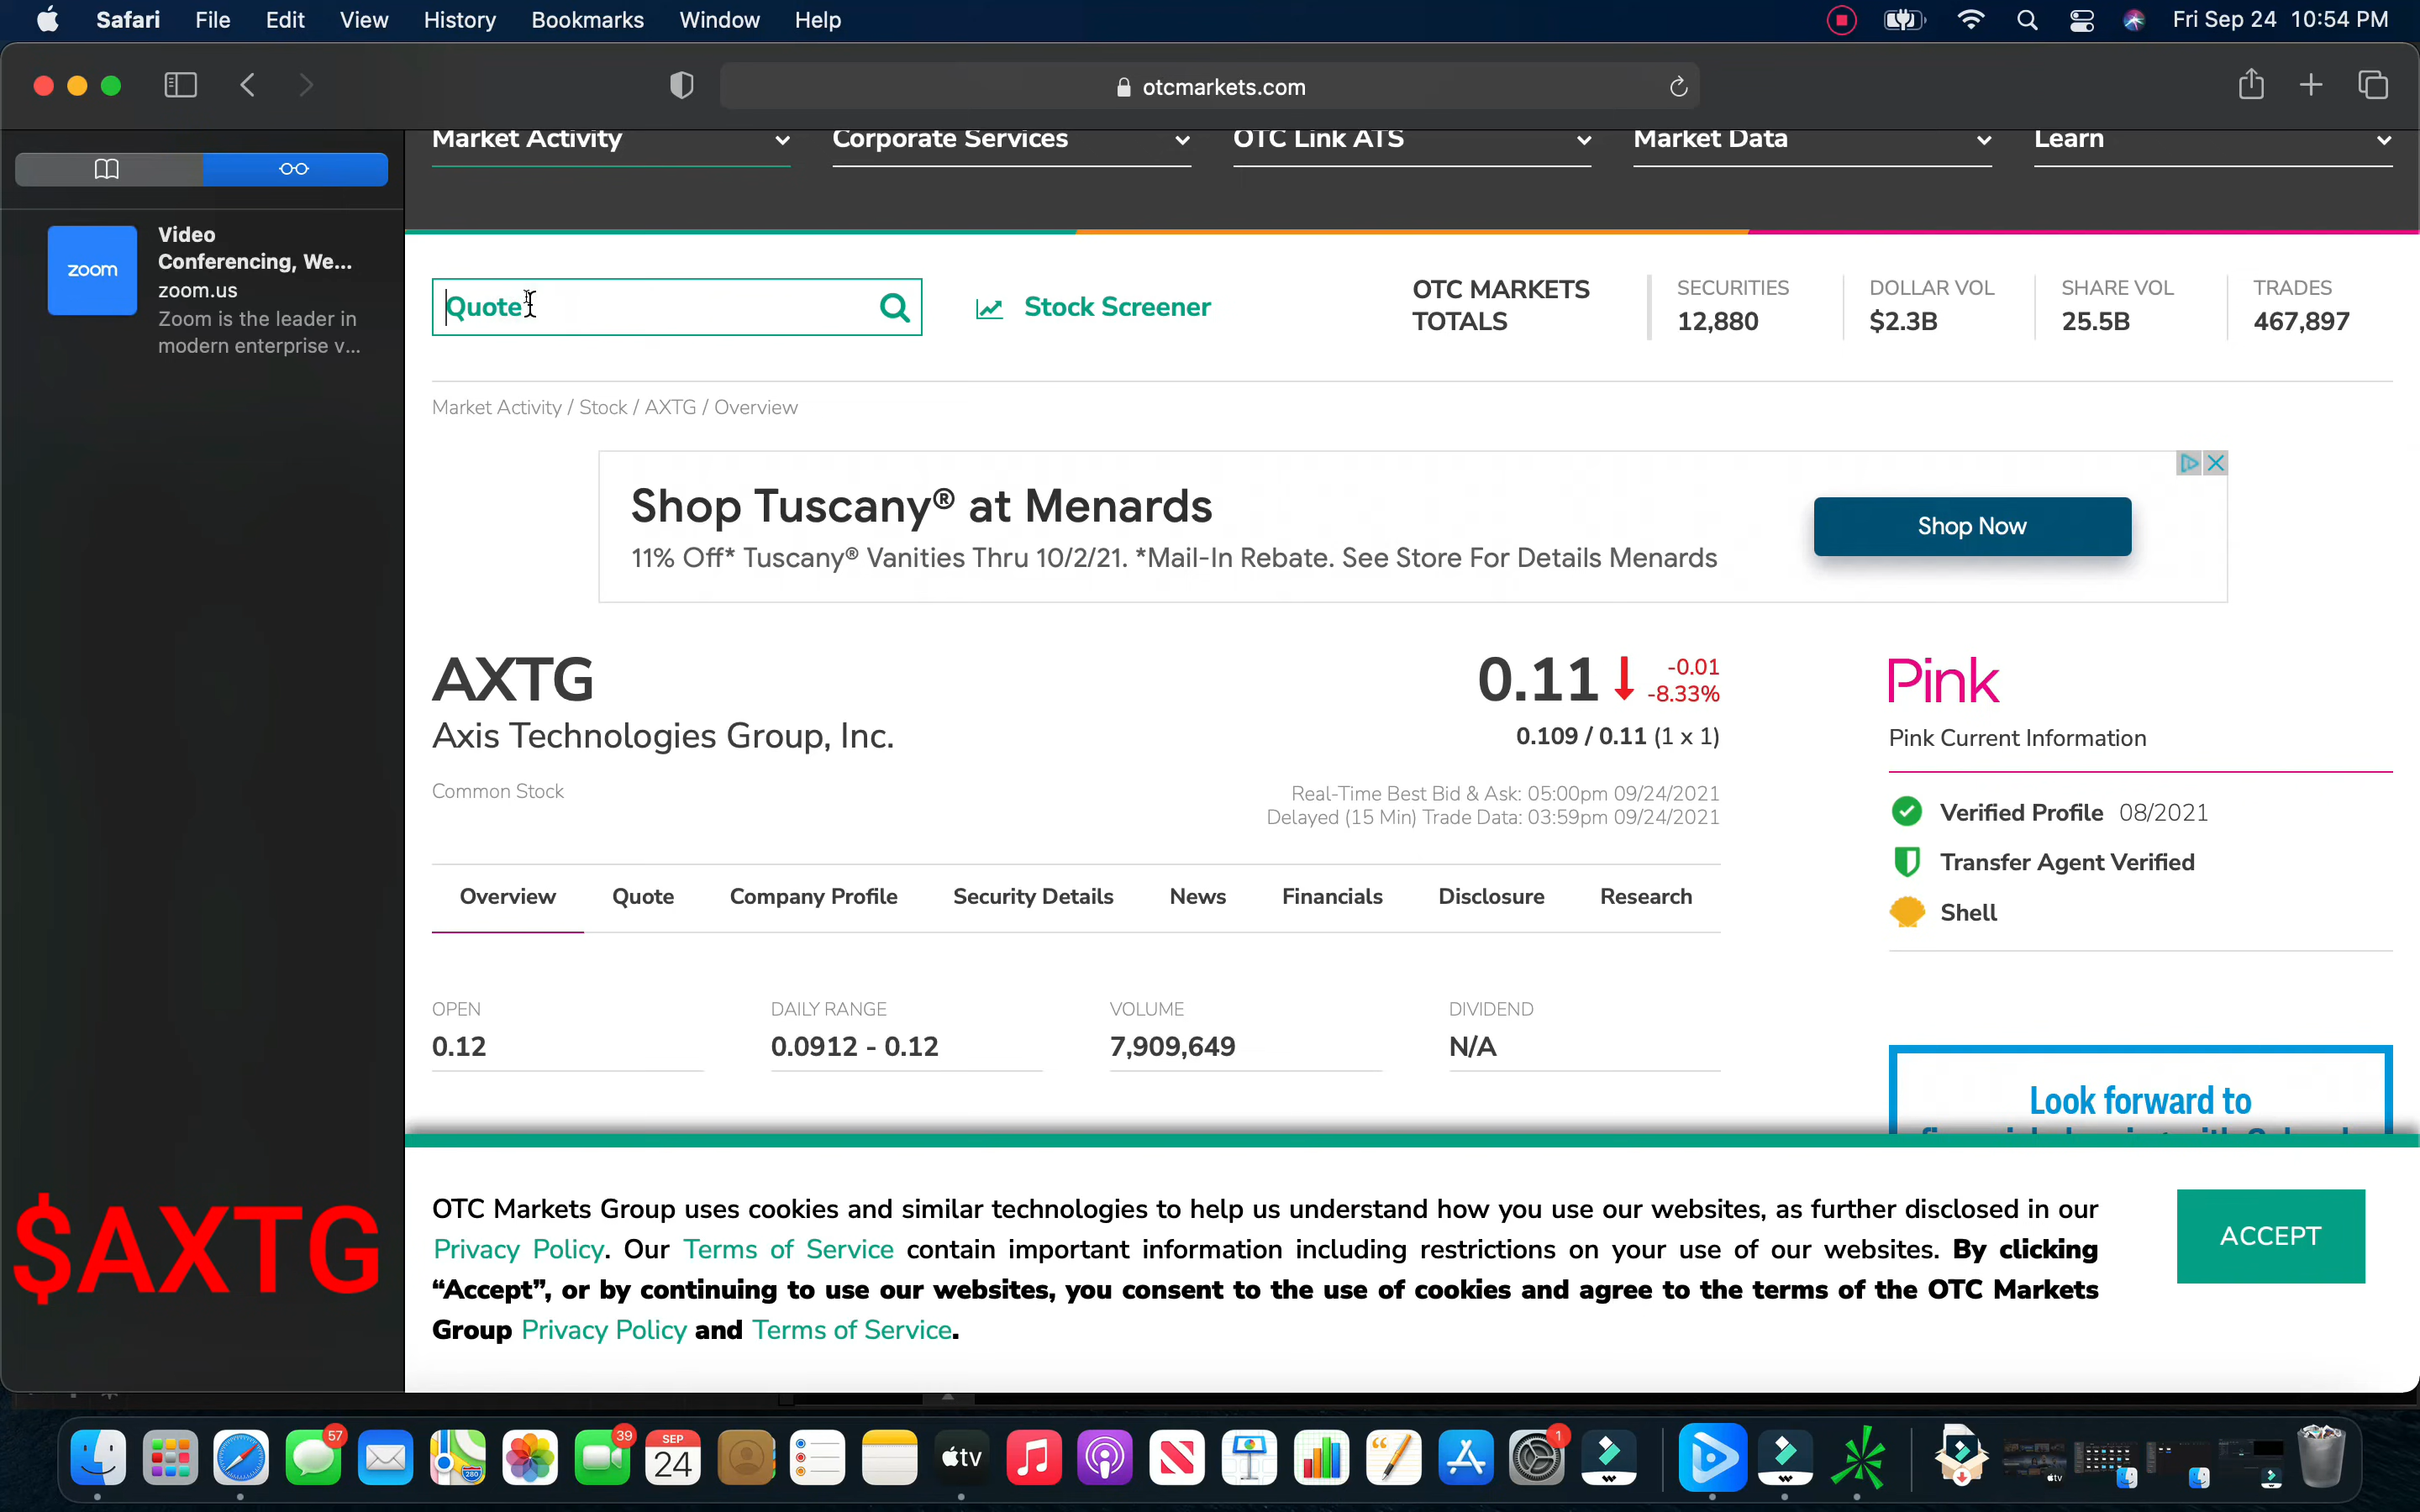 Safari File Edit View History Bookmarks Window Help Fri Sep 24 10:54 PM
otcmarkets.com
Market Activity Corporate Services OTC Link ATS Market Data Learn
Video
Conferencing, We...
zoom.us
Zoom is the leader in
modern enterprise v...
zoom
Quote
Stock Screener
OTC MARKETS
TOTALS
SECURITIES
12,880
DOLLAR VOL
$2.3B
SHARE VOL
25.5B
TRADES
467,897
Market Activity / Stock / AXTG / Overview
Shop Tuscany® at Menards
11% Off* Tuscany® Vanities Thru 10/2/21. *Mail-In Rebate. See Store For Details Menards
Shop Now
AXTG
Axis Technologies Group, Inc.
Common Stock
0.11 -0.01
-8.33%
0.109 / 0.11 (1 x 1)
Real-Time Best Bid & Ask: 05:00pm 09/24/2021
Delayed (15 Min) Trade Data: 03:59pm 09/24/2021
Pink
Pink Current Information
Verified Profile 08/2021
Transfer Agent Verified
Shell
Overview Quote Company Profile Security Details News Financials Disclosure Research
OPEN
0.12
DAILY RANGE
0.0912 - 0.12
VOLUME
7,909,649
DIVIDEND
N/A
Look forward to
$AXTG
OTC Markets Group uses cookies and similar technologies to help us understand how you use our websites, as further disclosed in our
Privacy Policy. Our Terms of Service contain important information including restrictions on your use of our websites. By clicking
“Accept”, or by continuing to use our websites, you consent to the use of cookies and agree to the terms of the OTC Markets
Group Privacy Policy and Terms of Service.
ACCEPT
57
39
SEP
24
tv
1
280